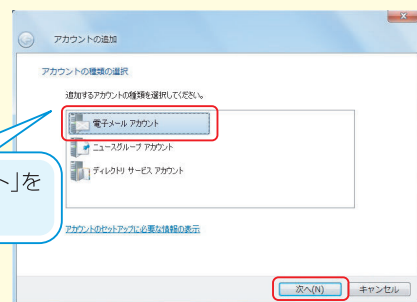 アカウントの追加
アカウントの種類の選択
追加するアカウントの種類を選択してください。
電子メール アカウント
ニュースグループ アカウント
ディレクトリ サービス アカウント
ト」を
アカウントのセットアップに必要な情報の表示
次へ(N)
キャンセル